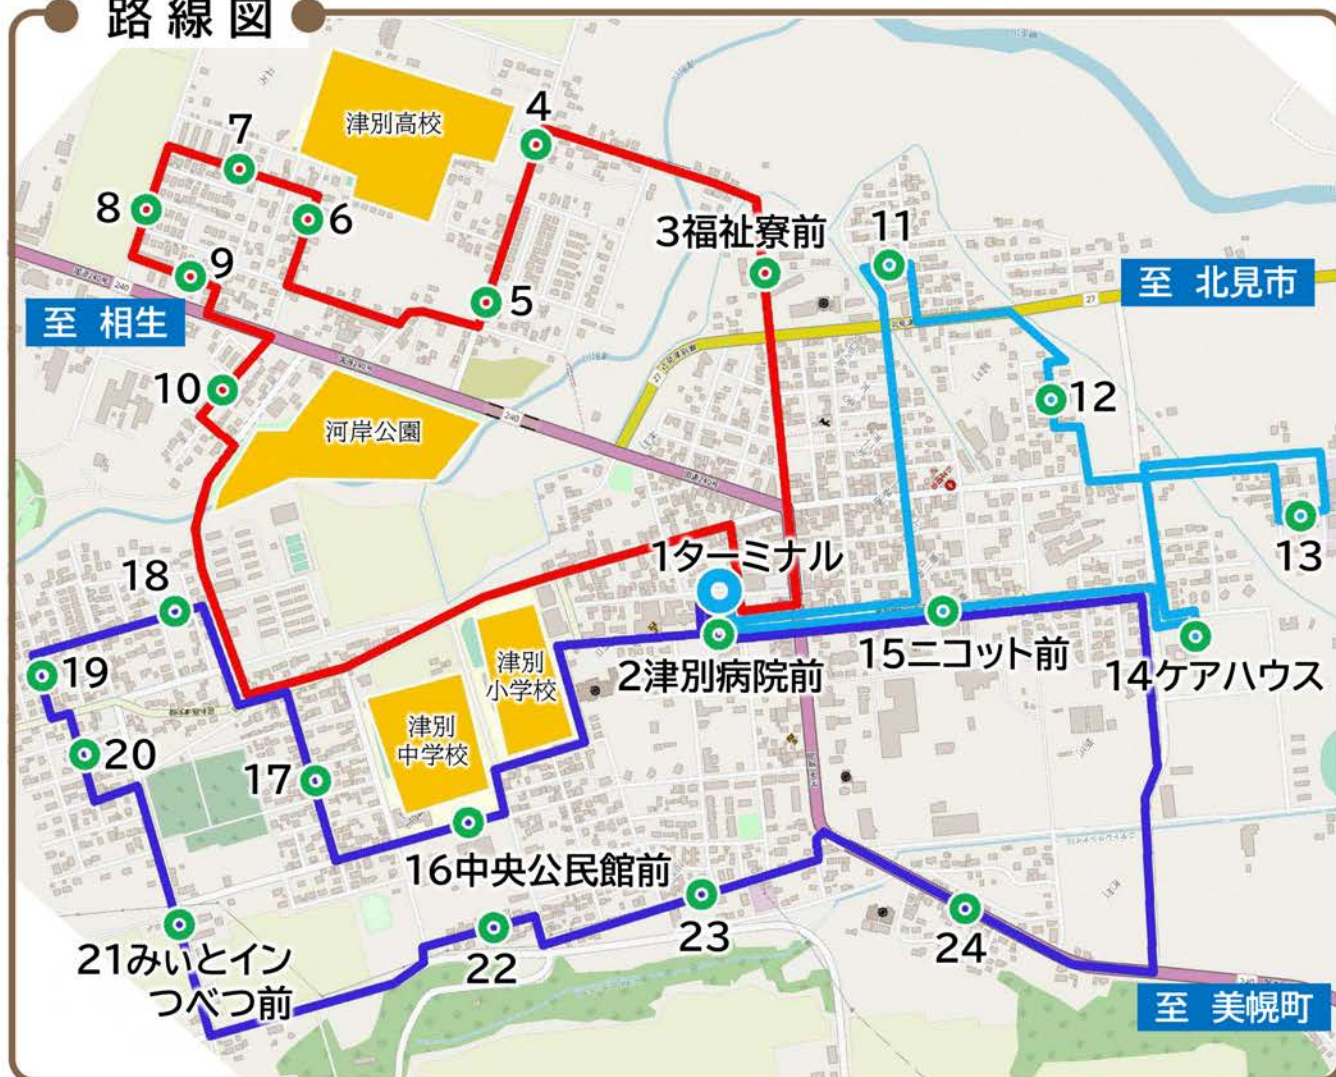 路線図
津別高校
4
7
8
6
3福祉寮前
11
9
5
至 北見市
27
240
至 相生
10
12
河岸公園
27
240
13
1ターミナル
18
津別
小学校
2津別病院前
15ニコット前
14ケアハウス
19
津別
中学校
20
17
16中央公民館前
21みぃとイン
つべつ前
22
23
24
240
至 美幌町